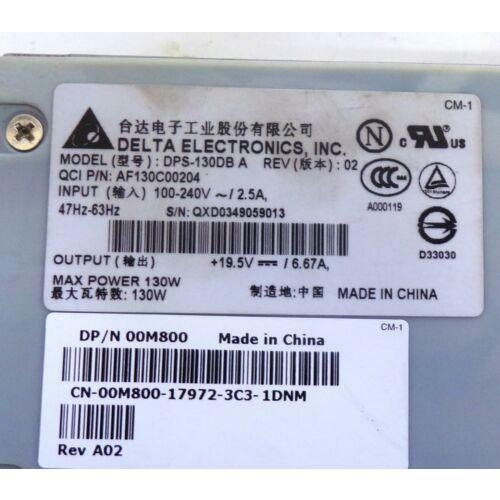 CM-1
台达电子工业股份有限公司
DELTA ELECTRONICS, INC.
MODEL (型号): DPS-130DB A REV(版本): 02
QCI P/N: AF130C00204
INPUT (输入) 100-240V ~ / 2.5A,
47Hz-63Hz S/N: QXD0349059013
N
c UR US
CCC
A000119
D33030
OUTPUT (输出) +19.5V ⎓ / 6.67A,
MAX POWER 130W
最大瓦特数: 130W
制造地:中国 MADE IN CHINA
CM-1
DP/N 00M800 Made in China
CN-00M800-17972-3C3-1DNM
Rev A02